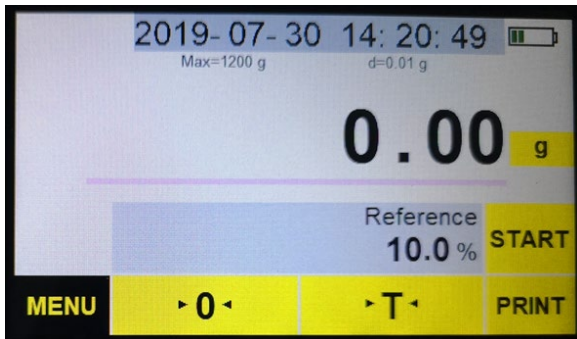 2019-07-30 14:20:49
Max=1200 g d=0.01 g
0.00 g
Reference
10.0 %
START
MENU ►0◄ ►T◄ PRINT